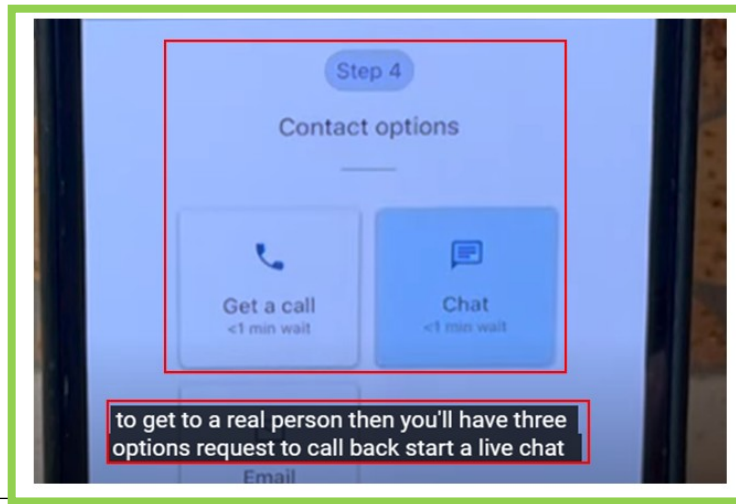 Step 4
Contact options
Get a call
<1 min wait
Chat
<1 min wait
to get to a real person then you'll have three
options request to call back start a live chat
Email